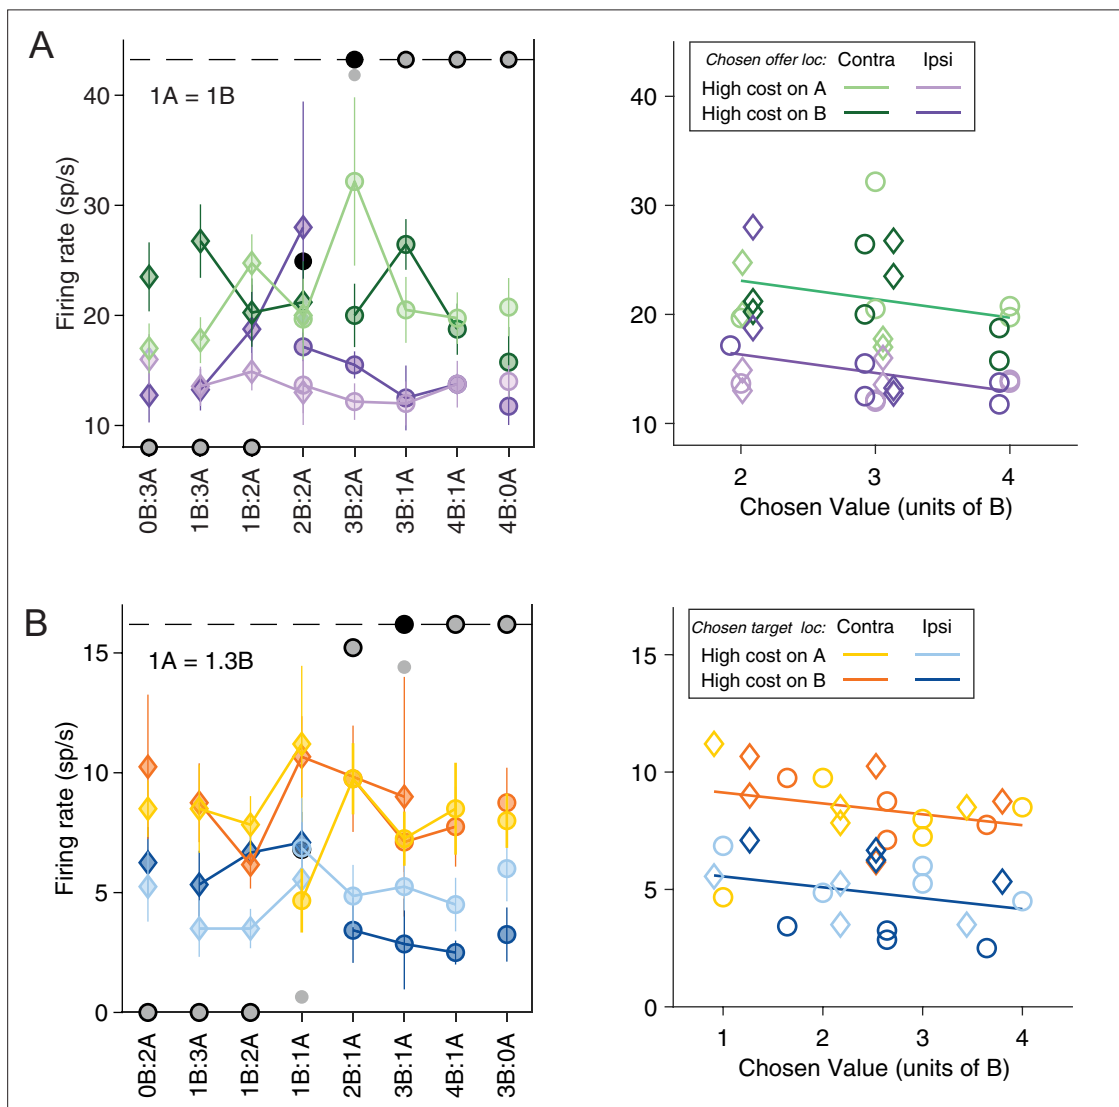 A
1A = 1B
Firing rate (sp/s)
40
30
20
10
0B:3A
1B:3A
1B:2A
2B:2A
3B:2A
3B:1A
4B:1A
4B:0A
Chosen offer loc: Contra Ipsi
High cost on A
High cost on B
40
30
20
10
2 3 4
Chosen Value (units of B)
B
1A = 1.3B
Firing rate (sp/s)
15
10
5
0
0B:2A
1B:3A
1B:2A
1B:1A
2B:1A
3B:1A
4B:1A
3B:0A
Chosen target loc: Contra Ipsi
High cost on A
High cost on B
15
10
5
0
1 2 3 4
Chosen Value (units of B)